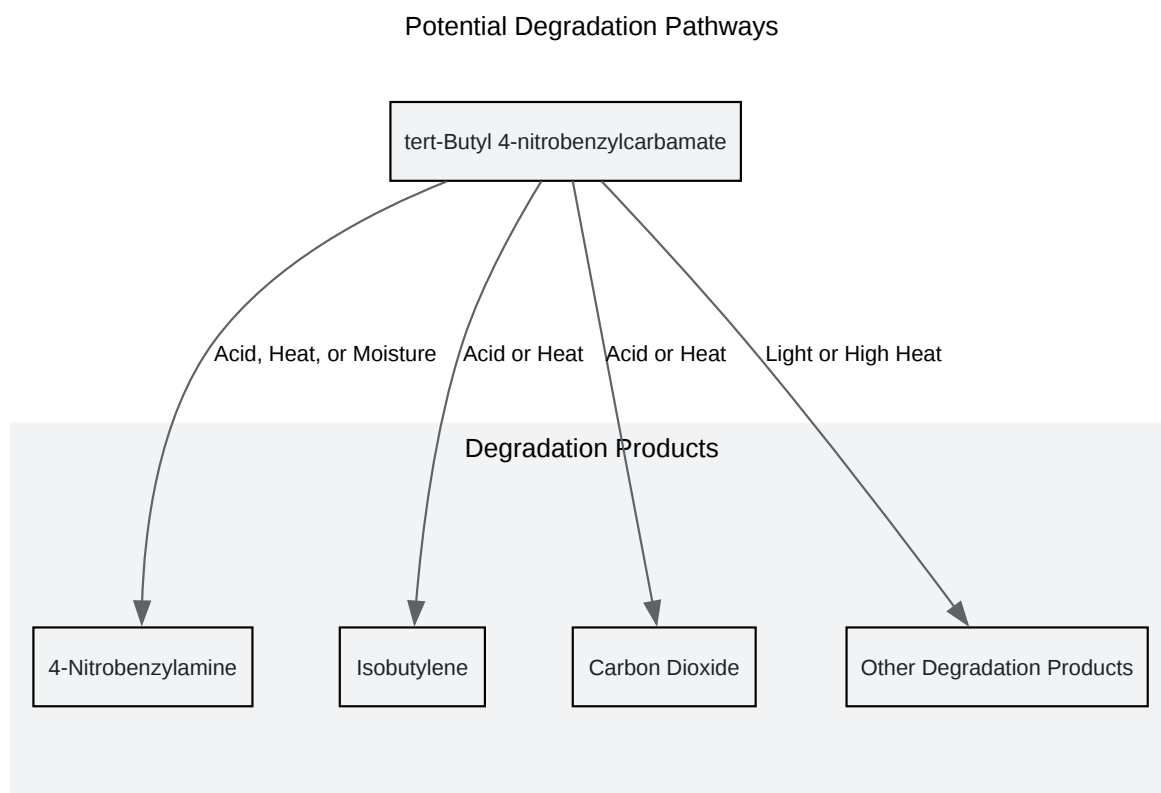 Potential Degradation Pathways
tert-Butyl 4-nitrobenzylcarbamate
Acid, Heat, or Moisture
Acid or Heat
Acid or Heat
Light or High Heat
Degradation Products
4-Nitrobenzylamine
Isobutylene
Carbon Dioxide
Other Degradation Products